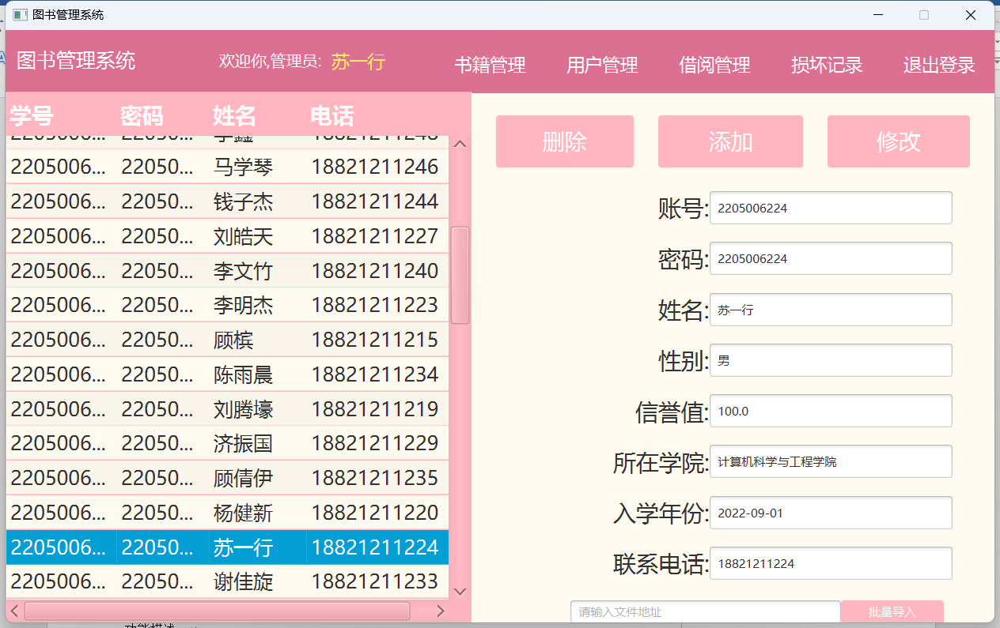 图书管理系统
图书管理系统 欢迎你,管理员: 苏一行 书籍管理 用户管理 借阅管理 损坏记录 退出登录
学号 密码 姓名 电话
2205006... 22050... 李鑫 18821211248
2205006... 22050... 马学琴 18821211246
2205006... 22050... 钱子杰 18821211244
2205006... 22050... 刘皓天 18821211227
2205006... 22050... 李文竹 18821211240
2205006... 22050... 李明杰 18821211223
2205006... 22050... 顾槟 18821211215
2205006... 22050... 陈雨晨 18821211234
2205006... 22050... 刘腾壕 18821211219
2205006... 22050... 济振国 18821211229
2205006... 22050... 顾倩伊 18821211235
2205006... 22050... 杨健新 18821211220
2205006... 22050... 苏一行 18821211224
2205006... 22050... 谢佳旋 18821211233
删除 添加 修改
账号: 2205006224
密码: 2205006224
姓名: 苏一行
性别: 男
信誉值: 100.0
所在学院: 计算机科学与工程学院
入学年份: 2022-09-01
联系电话: 18821211224
请输入文件地址 批量导入
功能描述